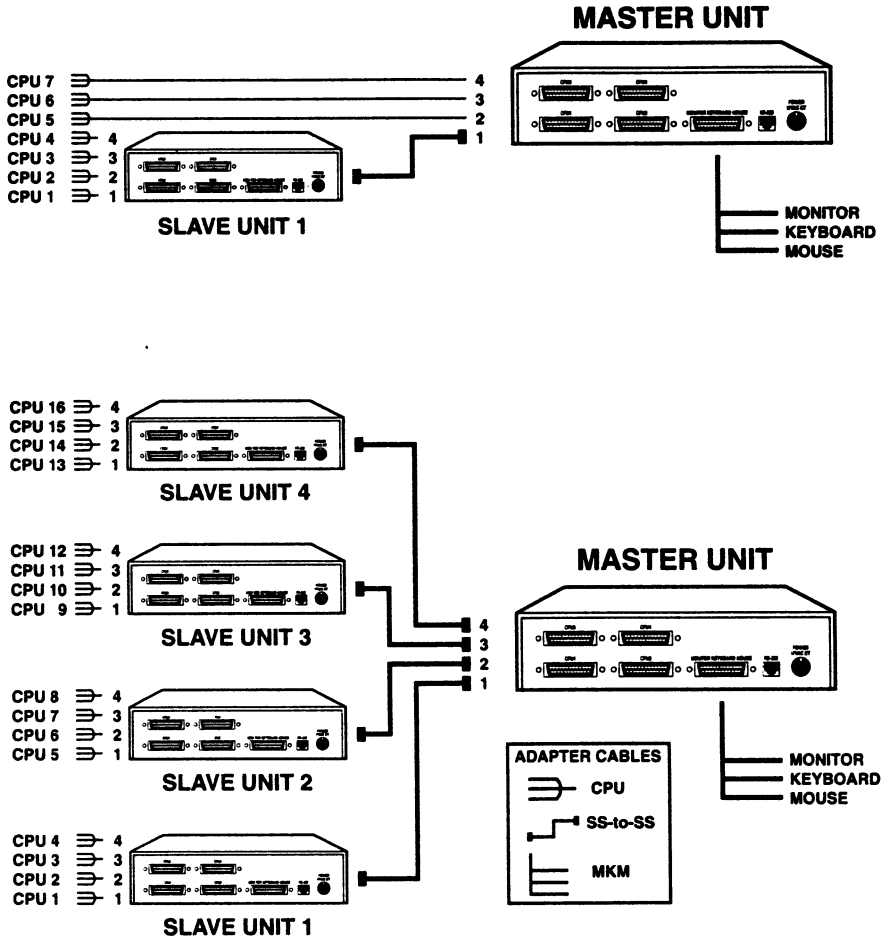 MASTER UNIT
CPU 7 4
CPU 6 3
CPU 5 2
CPU 4 4 1
CPU 3 3
CPU 2 2
CPU 1 1
SLAVE UNIT 1
MONITOR
KEYBOARD
MOUSE
CPU 16 4
CPU 15 3
CPU 14 2
CPU 13 1
SLAVE UNIT 4
CPU 12 4
CPU 11 3
CPU 10 2
CPU 9 1
SLAVE UNIT 3
MASTER UNIT
4
3
2
1
CPU 8 4
CPU 7 3
CPU 6 2
CPU 5 1
SLAVE UNIT 2
ADAPTER CABLES
CPU
SS-to-SS
MKM
MONITOR
KEYBOARD
MOUSE
CPU 4 4
CPU 3 3
CPU 2 2
CPU 1 1
SLAVE UNIT 1